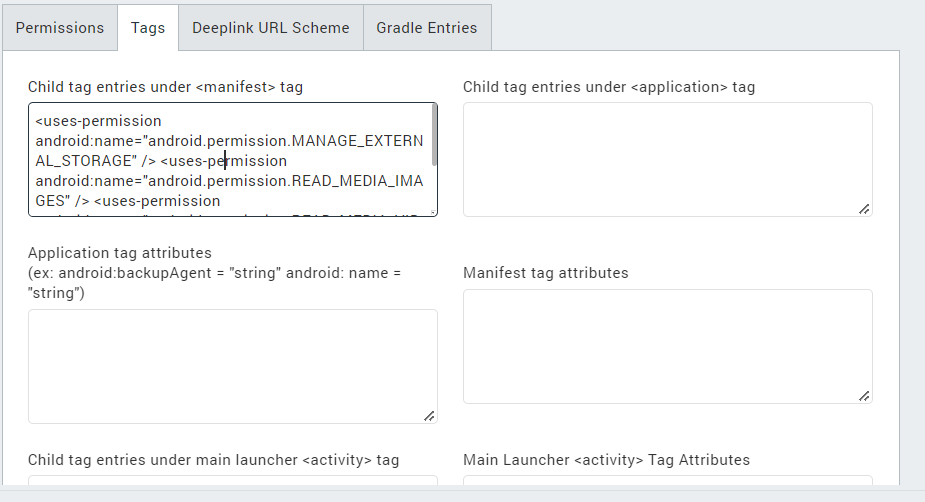 Permissions
Tags
Deeplink URL Scheme
Gradle Entries
Child tag entries under <manifest> tag
<uses-permission
android:name="android.permission.MANAGE_EXTERN
AL_STORAGE" /> <uses-permission
android:name="android.permission.READ_MEDIA_IMA
GES" /> <uses-permission
Child tag entries under <application> tag
Application tag attributes
(ex: android:backupAgent = "string" android: name =
"string")
Manifest tag attributes
Child tag entries under main launcher <activity> tag
Main Launcher <activity> Tag Attributes